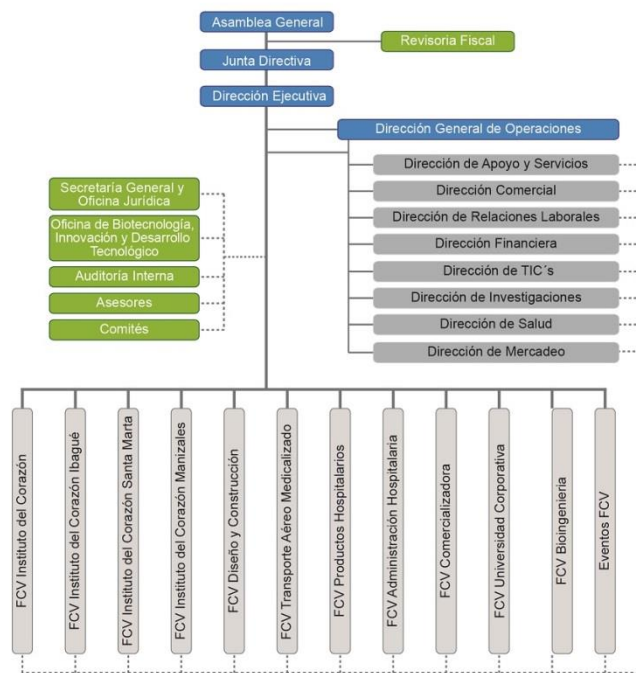 Asamblea General
Revisoria Fiscal
Junta Directiva
Dirección Ejecutiva
Dirección General de Operaciones
Dirección de Apoyo y Servicios
Dirección Comercial
Dirección de Relaciones Laborales
Dirección Financiera
Dirección de TIC´s
Dirección de Investigaciones
Dirección de Salud
Dirección de Mercadeo
Secretaría General y
Oficina Jurídica
Oficina de Biotecnología,
Innovación y Desarrollo
Tecnológico
Auditoría Interna
Asesores
Comités
FCV Instituto del Corazón
FCV Instituto del Corazón Ibagué
FCV Instituto del Corazón Santa Marta
FCV Instituto del Corazón Manizales
FCV Diseño y Construcción
FCV Transporte Aéreo Medicalizado
FCV Productos Hospitalarios
FCV Administración Hospitalaria
FCV Comercializadora
FCV Universidad Corporativa
FCV Bioingeniería
Eventos FCV